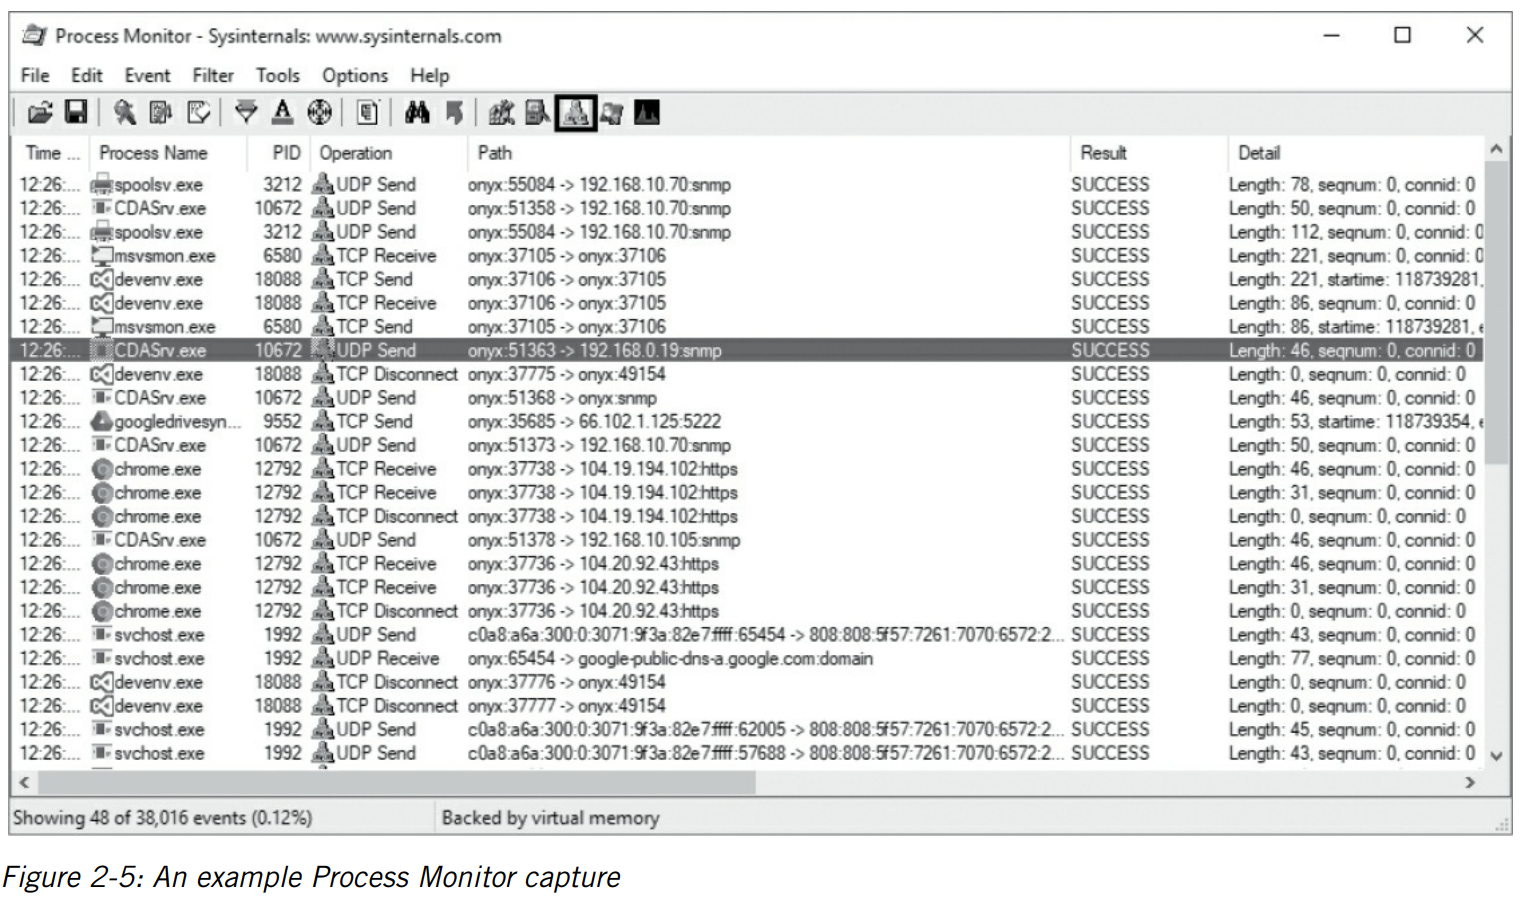 Process Monitor - Sysinternals: www.sysinternals.com
File Edit Event Filter Tools Options Help
Time ... Process Name PID Operation Path Result Detail
12:26:... spoolsv.exe 3212 UDP Send onyx:55084 -> 192.168.10.70:snmp SUCCESS Length: 78, seqnum: 0, connid: 0
12:26:... CDASrv.exe 10672 UDP Send onyx:51358 -> 192.168.10.70:snmp SUCCESS Length: 50, seqnum: 0, connid: 0
12:26:... spoolsv.exe 3212 UDP Send onyx:55084 -> 192.168.10.70:snmp SUCCESS Length: 112, seqnum: 0, connid: 0
12:26:... msvsmon.exe 6580 TCP Receive onyx:37105 -> onyx:37106 SUCCESS Length: 221, seqnum: 0, connid: 0
12:26:... devenv.exe 18088 TCP Send onyx:37106 -> onyx:37105 SUCCESS Length: 221, startime: 118739281,
12:26:... devenv.exe 18088 TCP Receive onyx:37106 -> onyx:37105 SUCCESS Length: 86, seqnum: 0, connid: 0
12:26:... msvsmon.exe 6580 TCP Send onyx:37105 -> onyx:37106 SUCCESS Length: 86, startime: 118739281,
12:26:... CDASrv.exe 10672 UDP Send onyx:51363 -> 192.168.0.19:snmp SUCCESS Length: 46, seqnum: 0, connid: 0
12:26:... devenv.exe 18088 TCP Disconnect onyx:37775 -> onyx:49154 SUCCESS Length: 0, seqnum: 0, connid: 0
12:26:... CDASrv.exe 10672 UDP Send onyx:51368 -> onyx:snmp SUCCESS Length: 46, seqnum: 0, connid: 0
12:26:... googledrivesyn... 9552 TCP Send onyx:35685 -> 66.102.1.125:5222 SUCCESS Length: 53, startime: 118739354,
12:26:... CDASrv.exe 10672 UDP Send onyx:51373 -> 192.168.10.70:snmp SUCCESS Length: 50, seqnum: 0, connid: 0
12:26:... chrome.exe 12792 TCP Receive onyx:37738 -> 104.19.194.102:https SUCCESS Length: 46, seqnum: 0, connid: 0
12:26:... chrome.exe 12792 TCP Receive onyx:37738 -> 104.19.194.102:https SUCCESS Length: 31, seqnum: 0, connid: 0
12:26:... chrome.exe 12792 TCP Disconnect onyx:37738 -> 104.19.194.102:https SUCCESS Length: 0, seqnum: 0, connid: 0
12:26:... CDASrv.exe 10672 UDP Send onyx:51378 -> 192.168.10.105:snmp SUCCESS Length: 46, seqnum: 0, connid: 0
12:26:... chrome.exe 12792 TCP Receive onyx:37736 -> 104.20.92.43:https SUCCESS Length: 46, seqnum: 0, connid: 0
12:26:... chrome.exe 12792 TCP Receive onyx:37736 -> 104.20.92.43:https SUCCESS Length: 31, seqnum: 0, connid: 0
12:26:... chrome.exe 12792 TCP Disconnect onyx:37736 -> 104.20.92.43:https SUCCESS Length: 0, seqnum: 0, connid: 0
12:26:... svchost.exe 1992 UDP Send c0a8:a6a:300:0:3071:9f3a:82e7:ffff:65454 -> 808:808:5f57:7261:7070:6572:2... SUCCESS Length: 43, seqnum: 0, connid: 0
12:26:... svchost.exe 1992 UDP Receive onyx:65454 -> google-public-dns-a.google.com:domain SUCCESS Length: 77, seqnum: 0, connid: 0
12:26:... devenv.exe 18088 TCP Disconnect onyx:37776 -> onyx:49154 SUCCESS Length: 0, seqnum: 0, connid: 0
12:26:... devenv.exe 18088 TCP Disconnect onyx:37777 -> onyx:49154 SUCCESS Length: 0, seqnum: 0, connid: 0
12:26:... svchost.exe 1992 UDP Send c0a8:a6a:300:0:3071:9f3a:82e7:ffff:62005 -> 808:808:5f57:7261:7070:6572:2... SUCCESS Length: 45, seqnum: 0, connid: 0
12:26:... svchost.exe 1992 UDP Send c0a8:a6a:300:0:3071:9f3a:82e7:ffff:57688 -> 808:808:5f57:7261:7070:6572:2... SUCCESS Length: 43, seqnum: 0, connid: 0
Showing 48 of 38,016 events (0.12%) Backed by virtual memory
Figure 2-5: An example Process Monitor capture